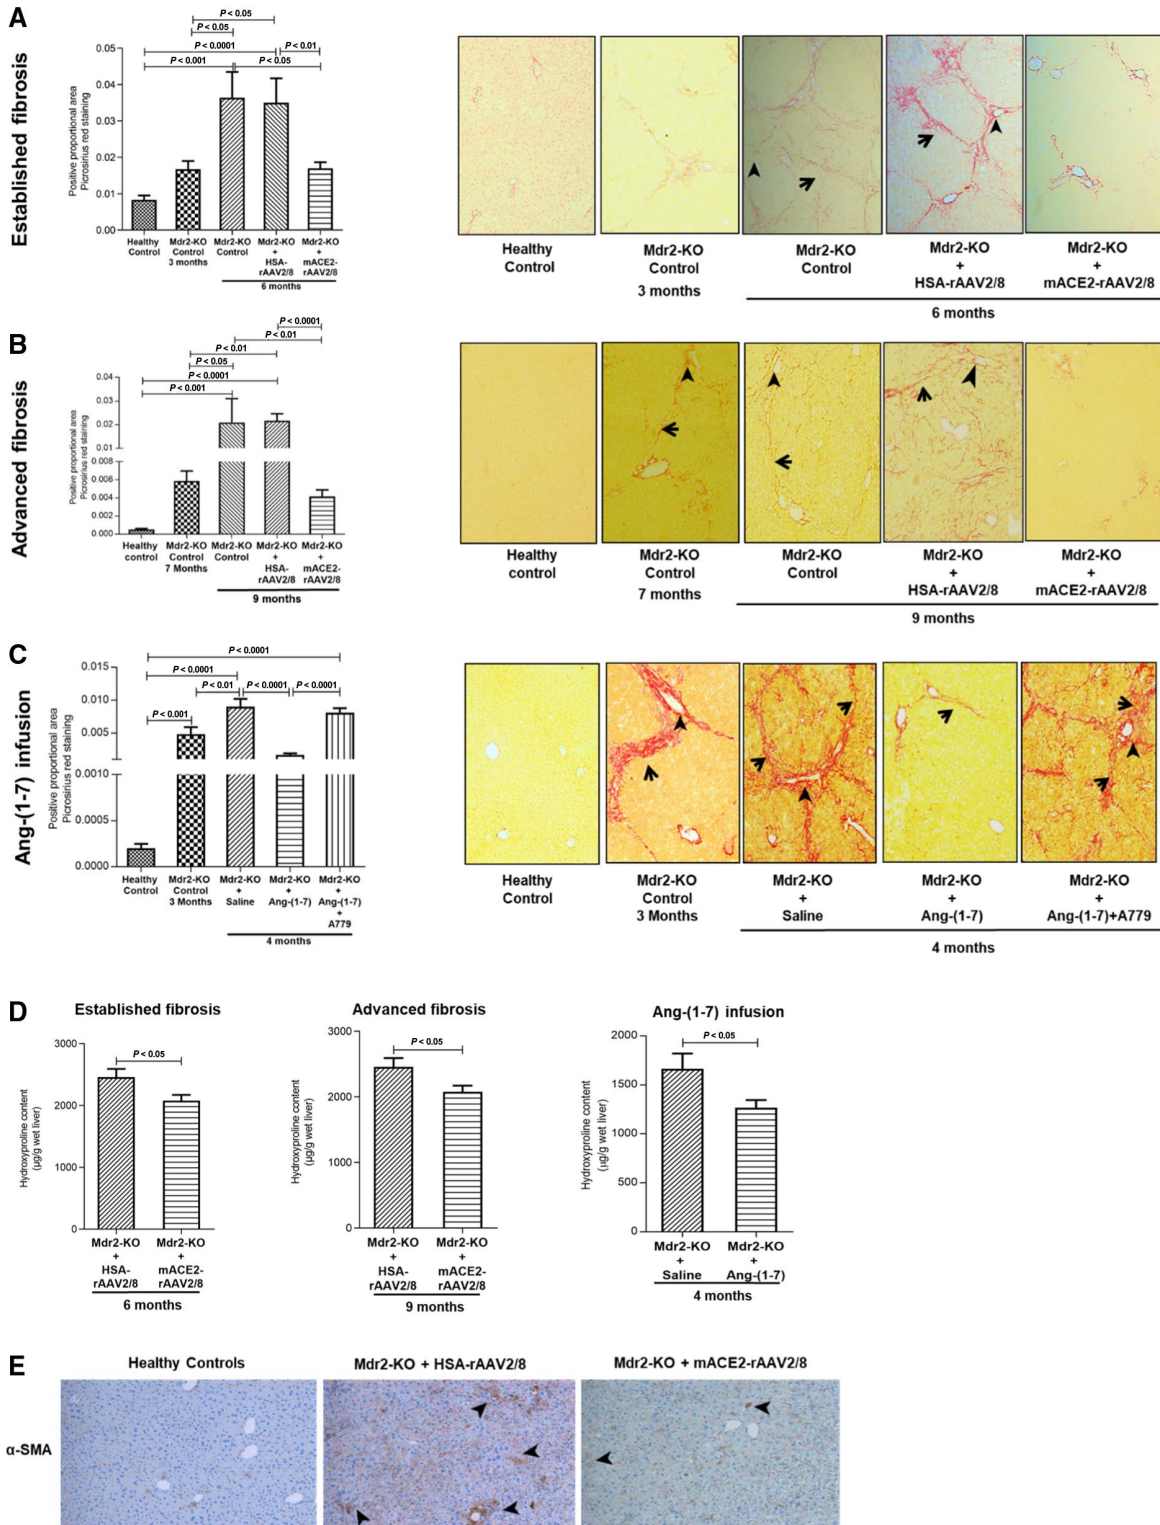 A
Established fibrosis
Positive proportional area
Picrosirius red staining
P < 0.05
P < 0.05
P < 0.0001
P < 0.01
P < 0.001
P < 0.05
0.05
0.04
0.03
0.02
0.01
0.00
Healthy
Control
Mdr2-KO
Control
3 months
Mdr2-KO
Control
Mdr2-KO
+
HSA-
rAAV2/8
Mdr2-KO
+
mACE2-
rAAV2/8
6 months
Healthy
Control
Mdr2-KO
Control
3 months
Mdr2-KO
Control
Mdr2-KO
+
HSA-rAAV2/8
Mdr2-KO
+
mACE2-rAAV2/8
6 months
B
Advanced fibrosis
Positive proportional area
Picrosirius red staining
P < 0.0001
P < 0.01
P < 0.01
P < 0.05
P < 0.0001
P < 0.001
0.04
0.03
0.02
0.01
0.008
0.006
0.004
0.002
0.000
Healthy
control
Mdr2-KO
Control
7 Months
Mdr2-KO
Control
Mdr2-KO
+
HSA-
rAAV2/8
Mdr2-KO
+
mACE2-
rAAV2/8
9 months
Healthy
control
Mdr2-KO
Control
7 months
Mdr2-KO
Control
Mdr2-KO
+
HSA-rAAV2/8
Mdr2-KO
+
mACE2-rAAV2/8
9 months
C
Ang-(1-7) infusion
Positive proportional area
Picrosirius red staining
P < 0.0001
P < 0.0001
P < 0.01
P < 0.0001
P < 0.0001
P < 0.001
0.015
0.010
0.005
0.0010
0.0005
0.0000
Healthy
Control
Mdr2-KO
Control
3 Months
Mdr2-KO
+
Saline
Mdr2-KO
+
Ang-(1-7)
Mdr2-KO
+
Ang-(1-7)
+
A779
4 months
Healthy
Control
Mdr2-KO
Control
3 Months
Mdr2-KO
+
Saline
Mdr2-KO
+
Ang-(1-7)
Mdr2-KO
+
Ang-(1-7)+A779
4 months
D
Established fibrosis
Hydroxyproline content
(µg/g wet liver)
P < 0.05
3000
2000
1000
0
Mdr2-KO
+
HSA-
rAAV2/8
Mdr2-KO
+
mACE2-
rAAV2/8
6 months
Advanced fibrosis
Hydroxyproline content
(µg/g wet liver)
P < 0.05
3000
2000
1000
0
Mdr2-KO
+
HSA-
rAAV2/8
Mdr2-KO
+
mACE2-
rAAV2/8
9 months
Ang-(1-7) infusion
Hydroxyproline content
(µg/g wet liver)
P < 0.05
2000
1500
1000
500
0
Mdr2-KO
+
Saline
Mdr2-KO
+
Ang-(1-7)
4 months
E
Healthy Controls
Mdr2-KO + HSA-rAAV2/8
Mdr2-KO + mACE2-rAAV2/8
α-SMA